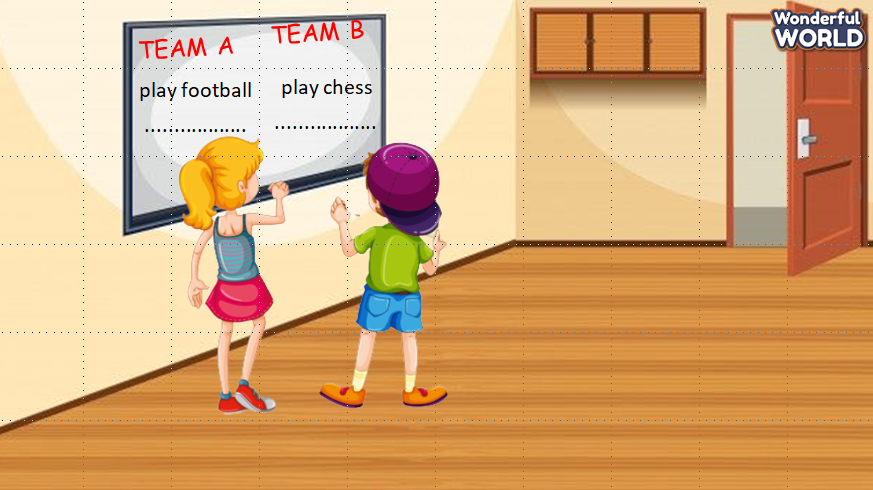 TEAM A
TEAM B
play football
play chess
..................
..................
Wonderful
WORLD